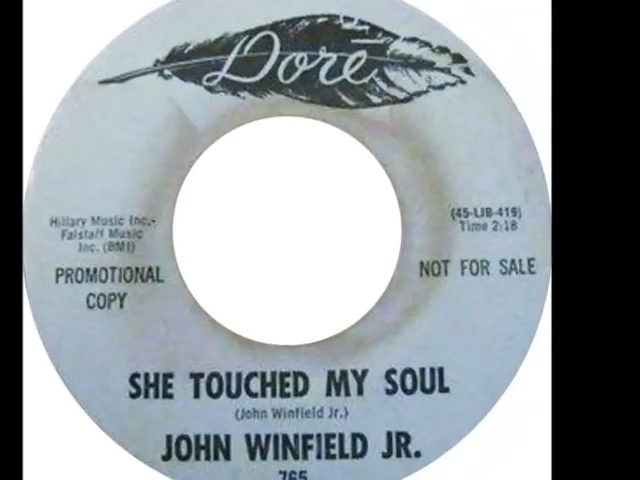 Doré
Hillary Music Inc.-
Falstaff Music
Inc. (BMI)
PROMOTIONAL
COPY
(45-LJB-419)
Time 2:18
NOT FOR SALE
SHE TOUCHED MY SOUL
(John Winfield Jr.)
JOHN WINFIELD JR.
765